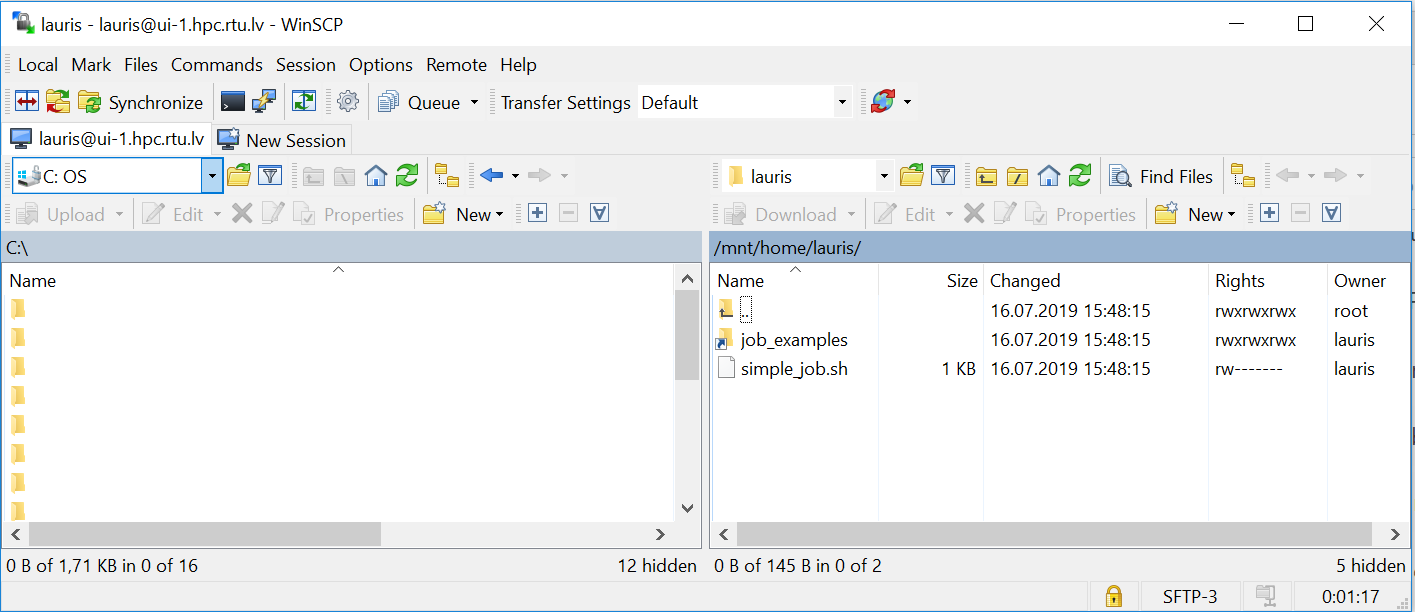 lauris - lauris@ui-1.hpc.rtu.lv - WinSCP
Local Mark Files Commands Session Options Remote Help
Synchronize Queue Transfer Settings Default
lauris@ui-1.hpc.rtu.lv New Session
C: OS lauris Find Files
Upload Edit Properties New Download Edit Properties New
C:\ /mnt/home/lauris/
Name Name Size Changed Rights Owner
.. 16.07.2019 15:48:15 rwxrwxrwx root
job_examples 16.07.2019 15:48:15 rwxrwxrwx lauris
simple_job.sh 1 KB 16.07.2019 15:48:15 rw------- lauris
0 B of 1,71 KB in 0 of 16 12 hidden 0 B of 145 B in 0 of 2 5 hidden
SFTP-3 0:01:17